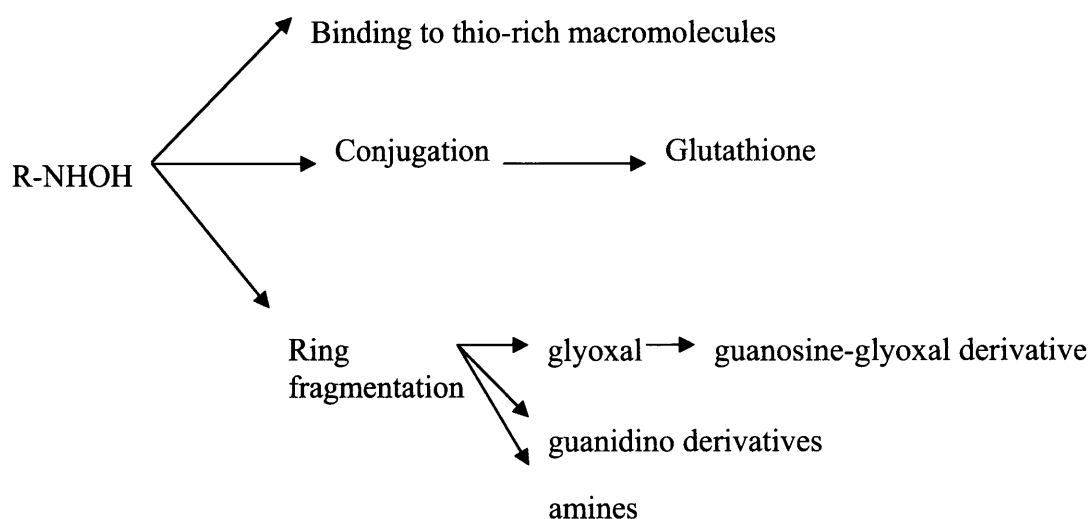 Binding to thio-rich macromolecules
R-NHOH
Conjugation
Glutathione
Ring
fragmentation
glyoxal
guanosine-glyoxal derivative
guanidino derivatives
amines